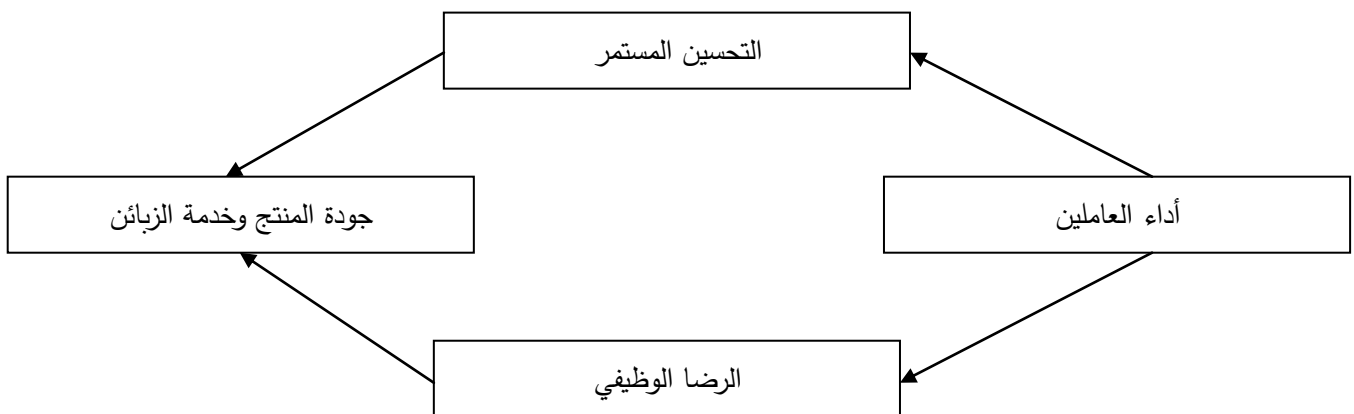 التحسين المستمر
أداء العاملين
جودة المنتج وخدمة الزبائن
الرضا الوظيفي